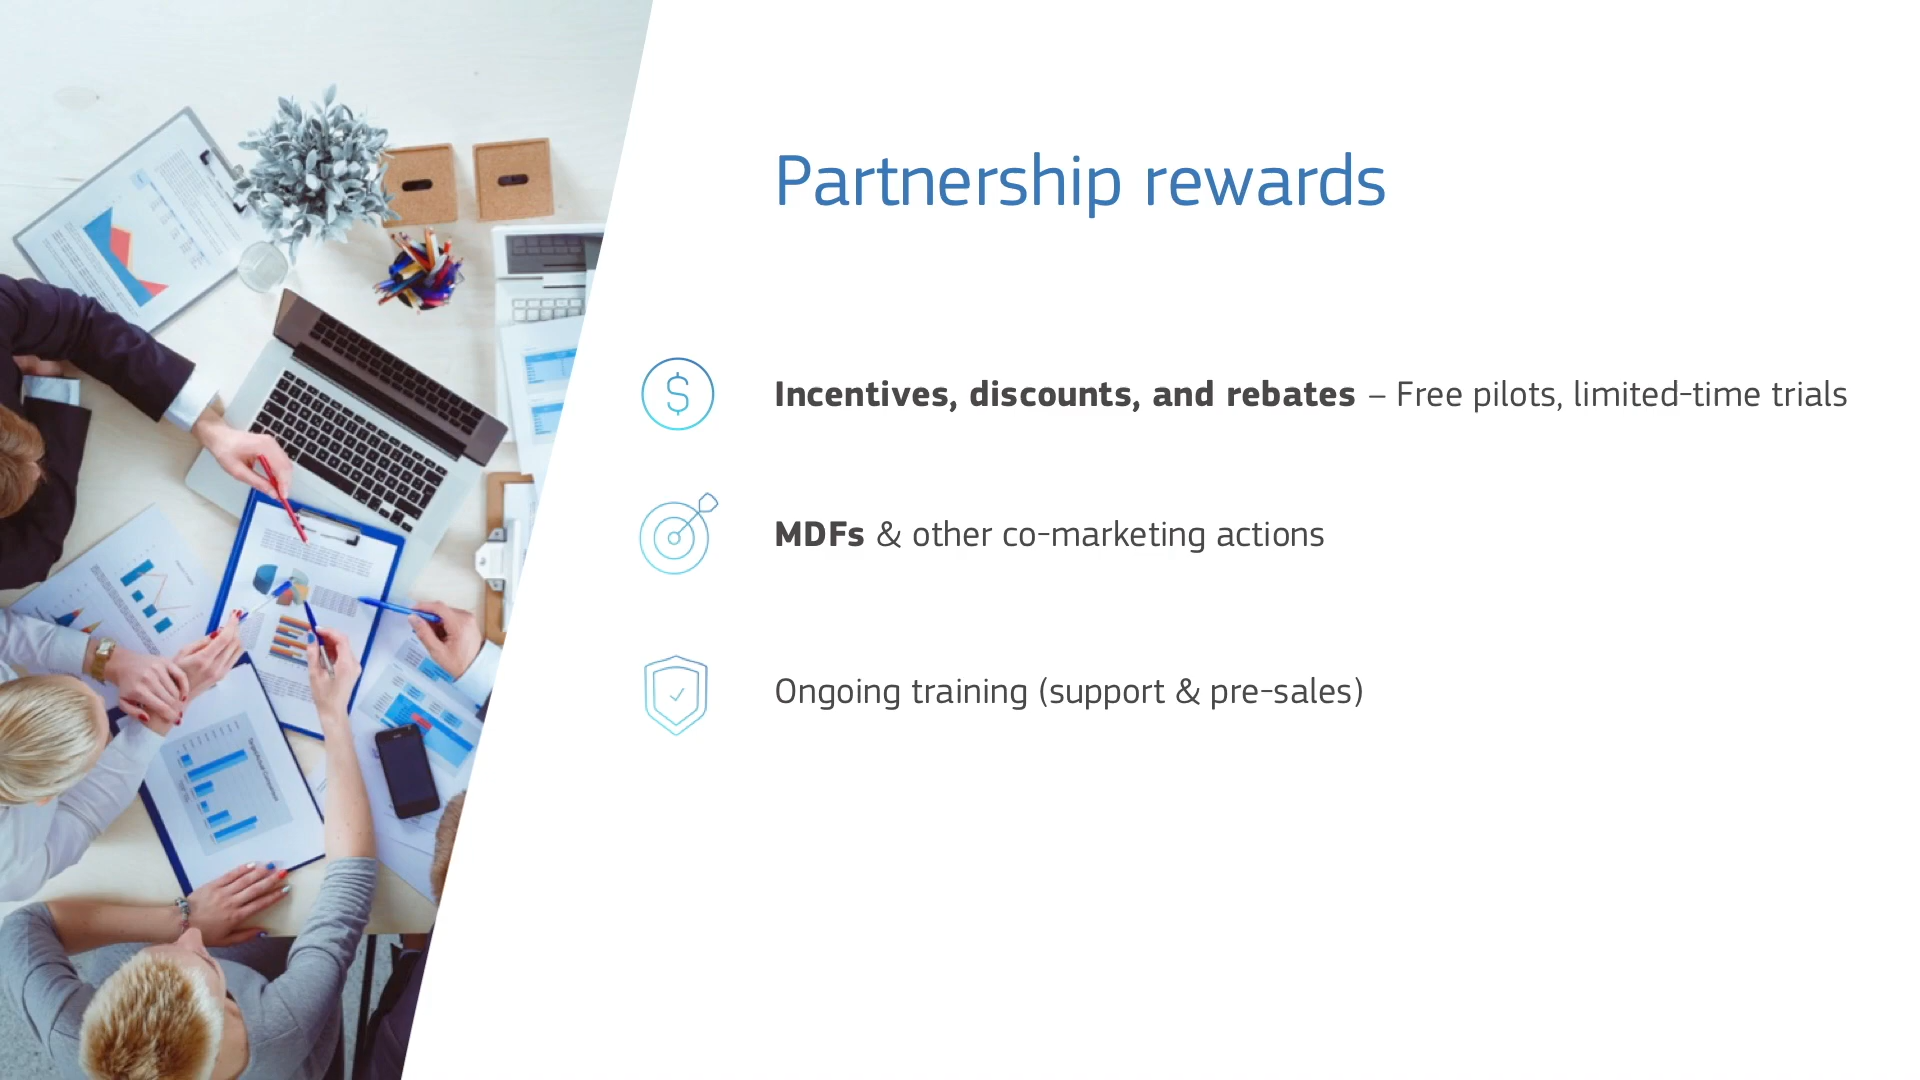 Partnership rewards
Incentives, discounts, and rebates – Free pilots, limited-time trials
MDFs & other co-marketing actions
Ongoing training (support & pre-sales)